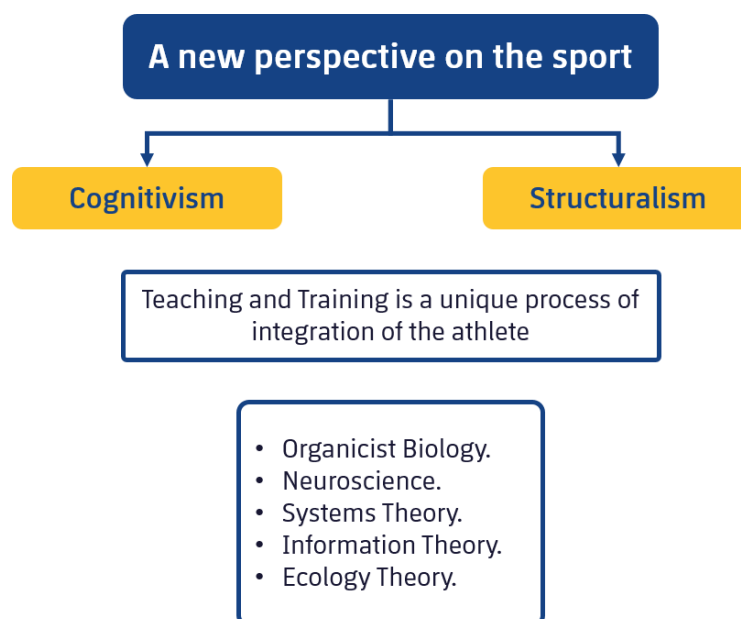 A new perspective on the sport
Cognitivism
Structuralism
Teaching and Training is a unique process of
integration of the athlete
• Organicist Biology.
• Neuroscience.
• Systems Theory.
• Information Theory.
• Ecology Theory.